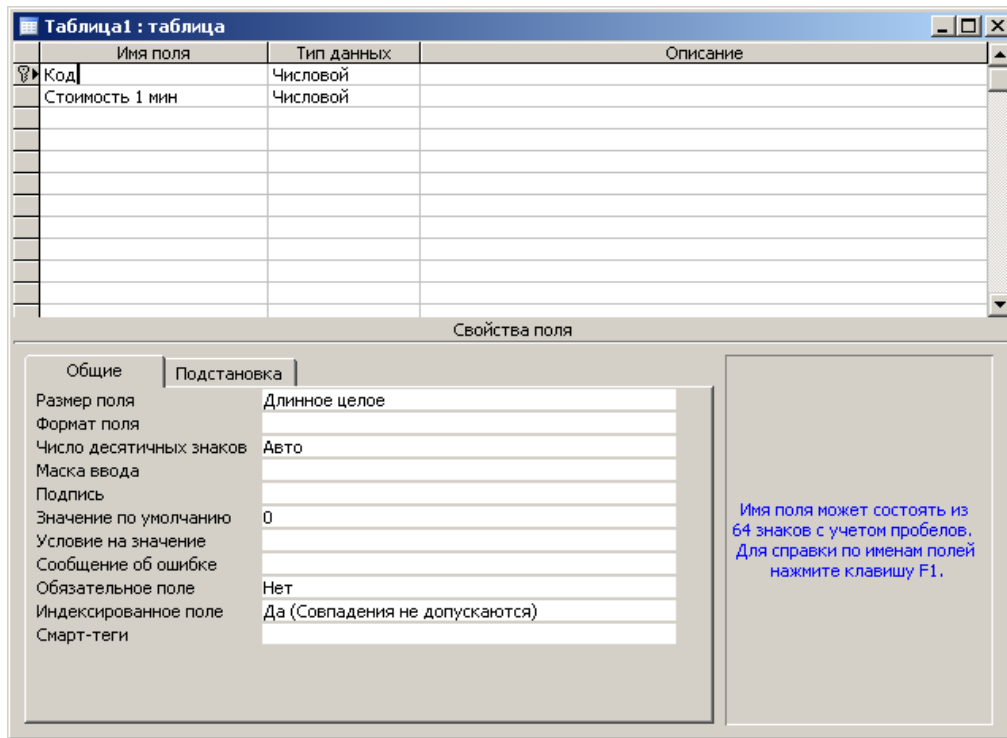 Таблица1 : таблица
Имя поля Тип данных Описание
Код Числовой
Стоимость 1 мин Числовой
Свойства поля
Общие Подстановка
Размер поля Длинное целое
Формат поля
Число десятичных знаков Авто
Маска ввода
Подпись
Значение по умолчанию 0
Условие на значение
Сообщение об ошибке
Обязательное поле Нет
Индексированное поле Да (Совпадения не допускаются)
Смарт-теги
Имя поля может состоять из
64 знаков с учетом пробелов.
Для справки по именам полей
нажмите клавишу F1.